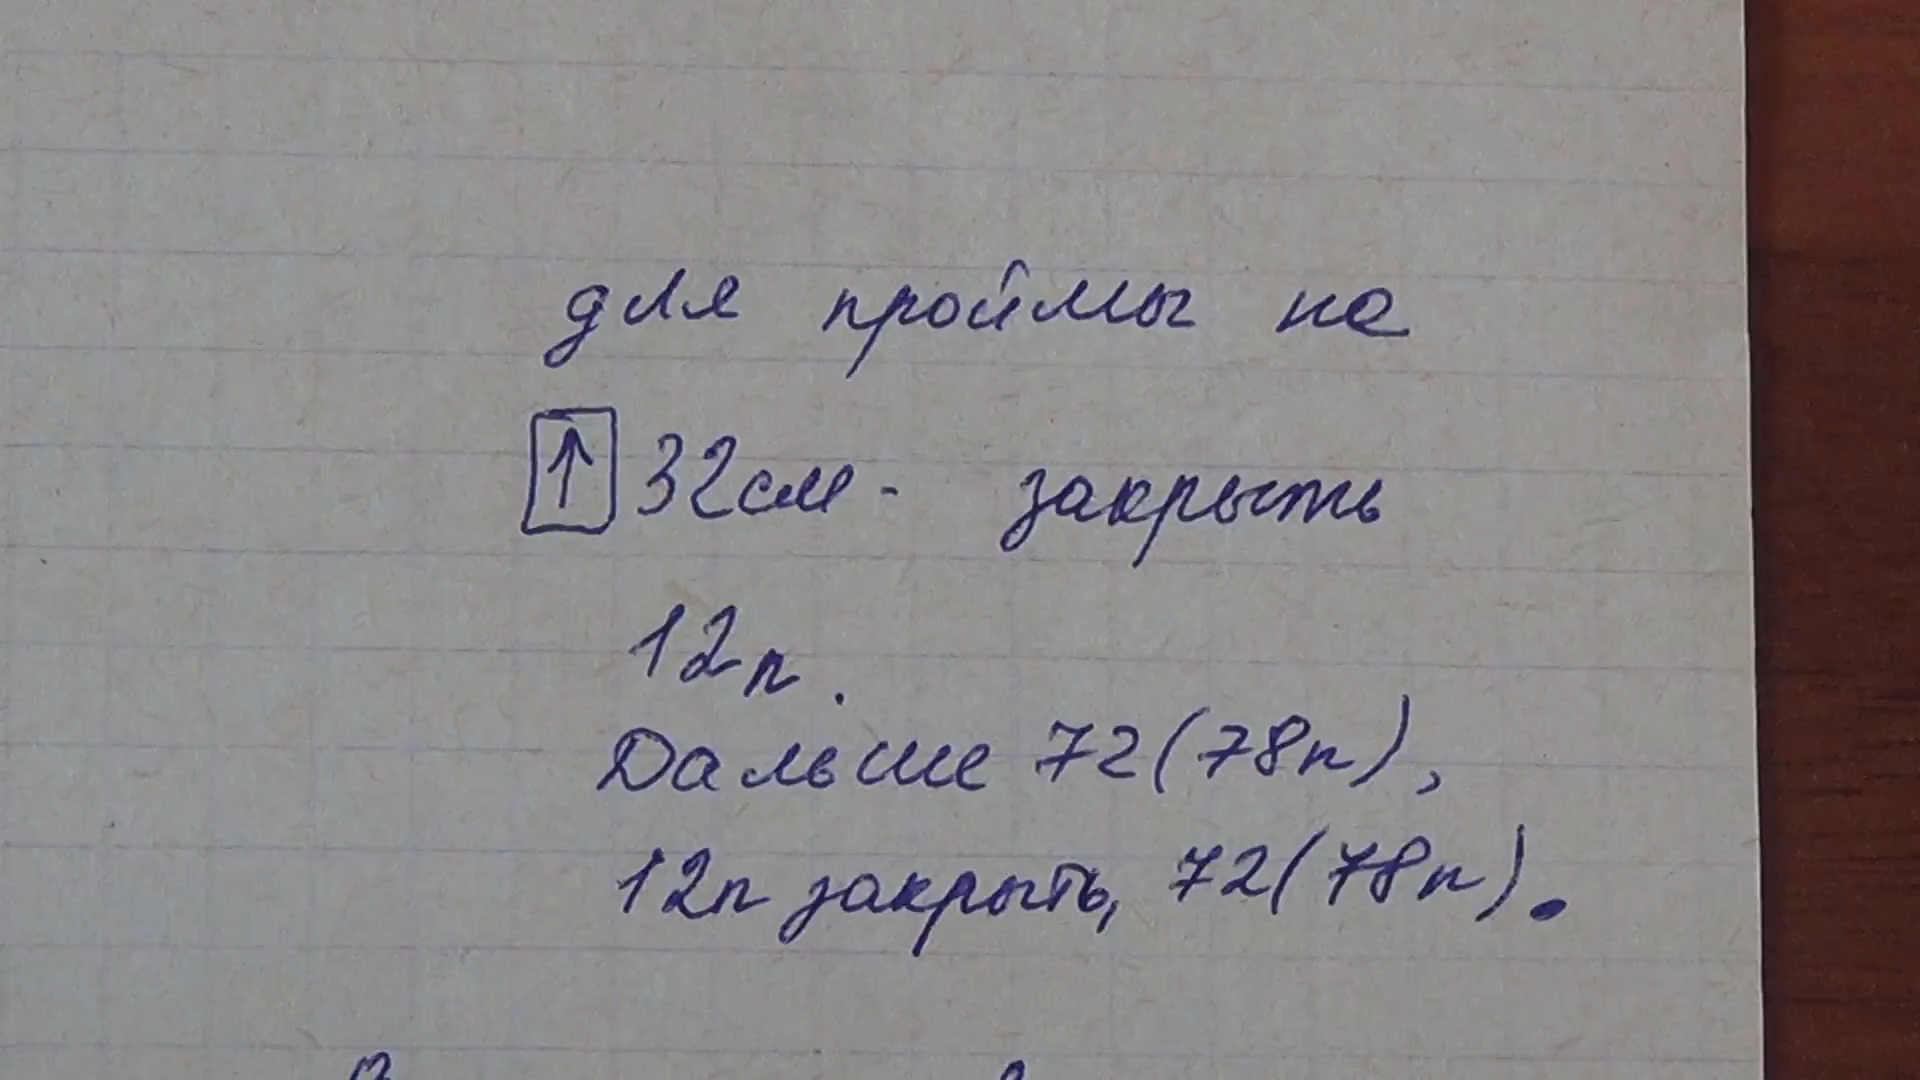 для проймы на
↑ 32см - закрыть
12п.
Дальше 72(78п),
12п закрыть, 72(78п).